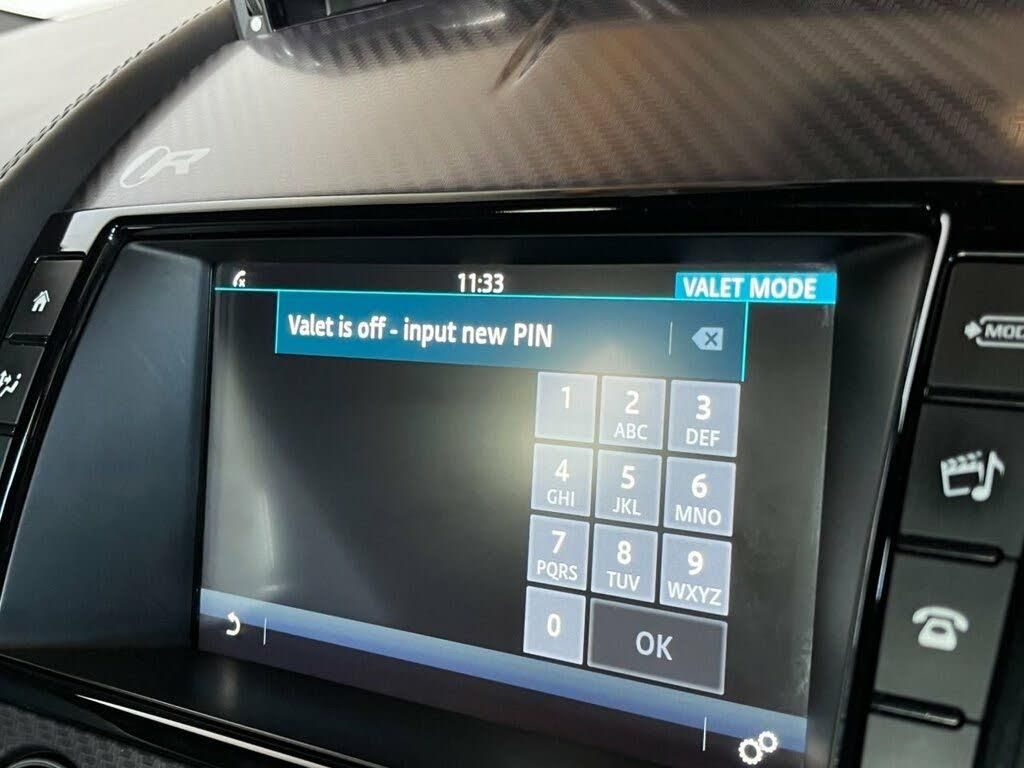 R
11:33
VALET MODE
Valet is off - input new PIN
1
2
ABC
3
DEF
4
GHI
5
JKL
6
MNO
7
PQRS
8
TUV
9
WXYZ
0
OK